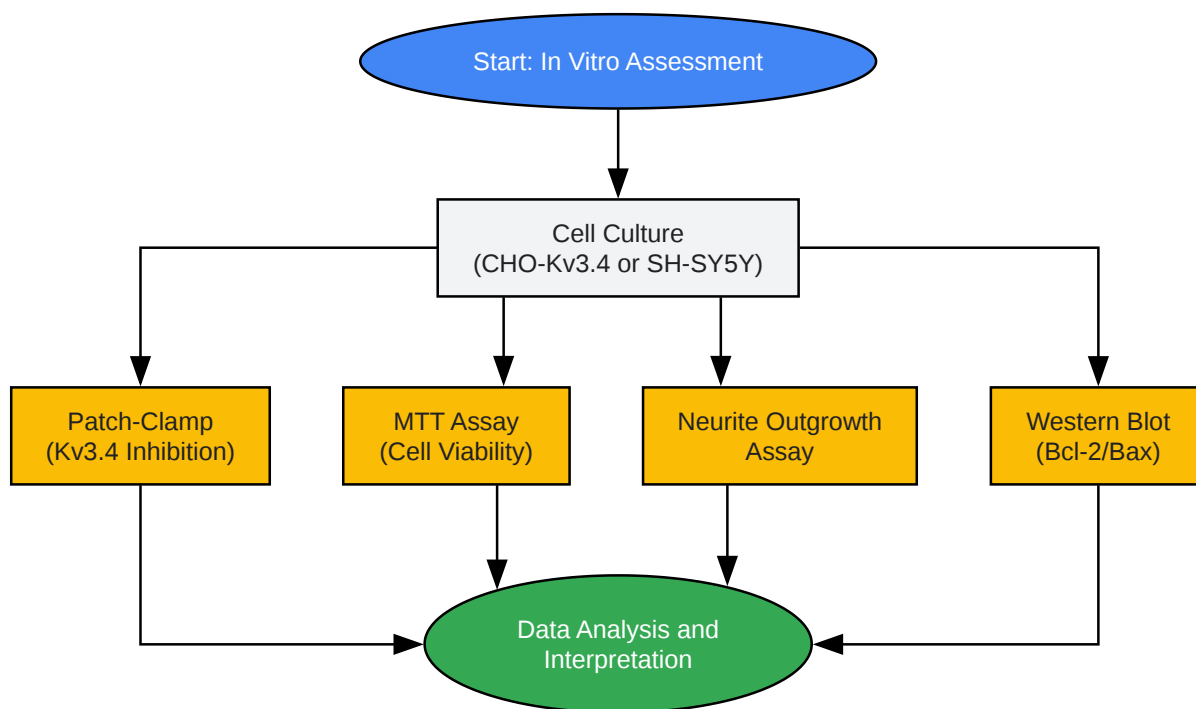 Start: In Vitro Assessment
Cell Culture
(CHO-Kv3.4 or SH-SY5Y)
Patch-Clamp
(Kv3.4 Inhibition)
MTT Assay
(Cell Viability)
Neurite Outgrowth
Assay
Western Blot
(Bcl-2/Bax)
Data Analysis and
Interpretation